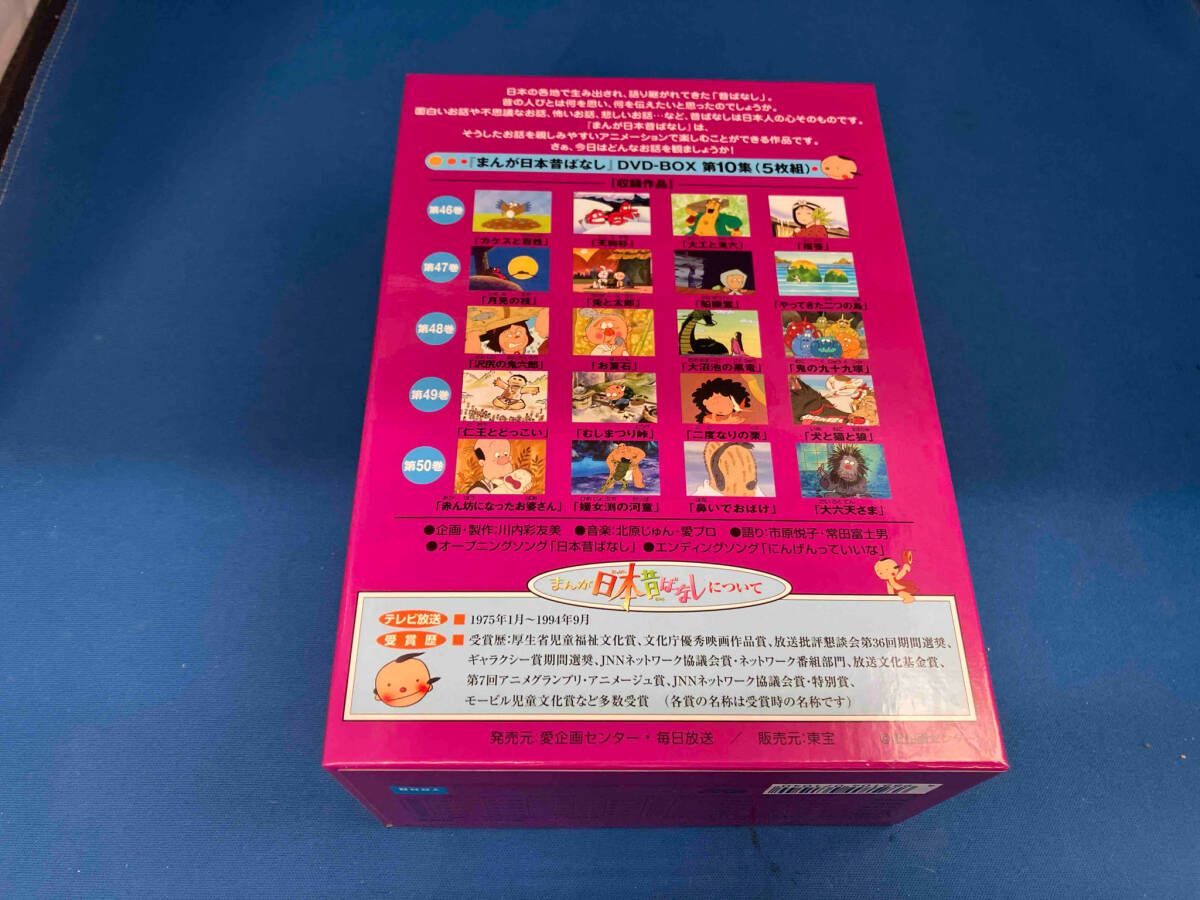 日本の各地で生み出され、語り継がれてきた「昔ばなし」。
昔の人びとは何を思い、何を伝えたいと思ったのでしょうか。
面白いお話や不思議なお話、怖いお話、悲しいお話…など、昔ばなしは日本人の心そのものです。
『まんが日本昔ばなし』は、
そうしたお話を親しみやすいアニメーションで楽しむことができる作品です。
さぁ、今日はどんなお話を観ましょうか！
『まんが日本昔ばなし』DVD-BOX 第10集(5枚組)
[収録作品]
第46巻
「カケスと百姓」 「天狗杉」 「大工と 「
第47巻
「月見の枝」 「兎と太郎」 「船幽霊」 「やってきた二つの島」
第48巻
「沢尻の鬼六郎」 「お夏石」 「大沼池の黒竜」 「鬼の九十九塚」
第49巻
「仁王とどっこい」 「むしまつり峠」 「二度なりの栗」 「犬と猫と狼」
第50巻
「赤ん坊になったお婆さん」 「媛女渕の河童」 「鼻いでおばけ」 「大六天さま」
●企画・製作：川内彩友美 ●音楽：北原じゅん・愛プロ ●語り：市原悦子・常田富士男
●オープニングソング「日本昔ばなし」 ●エンディングソング「にんげんっていいな」
まんが日本昔ばなしについて
テレビ放送 ■ 1975年1月～1994年9月
受賞歴 ■ 受賞歴：厚生省児童福祉文化賞、文化庁優秀映画作品賞、放送批評懇談会第36回期間選奨、
ギャラクシー賞期間選奨、JNNネットワーク協議会賞・ネットワーク番組部門、放送文化基金賞、
第7回アニメグランプリ・アニメージュ賞、JNNネットワーク協議会賞・特別賞、
モービル児童文化賞など多数受賞 （各賞の名称は受賞時の名称です）
発売元：愛企画センター・毎日放送 ／ 販売元：東宝